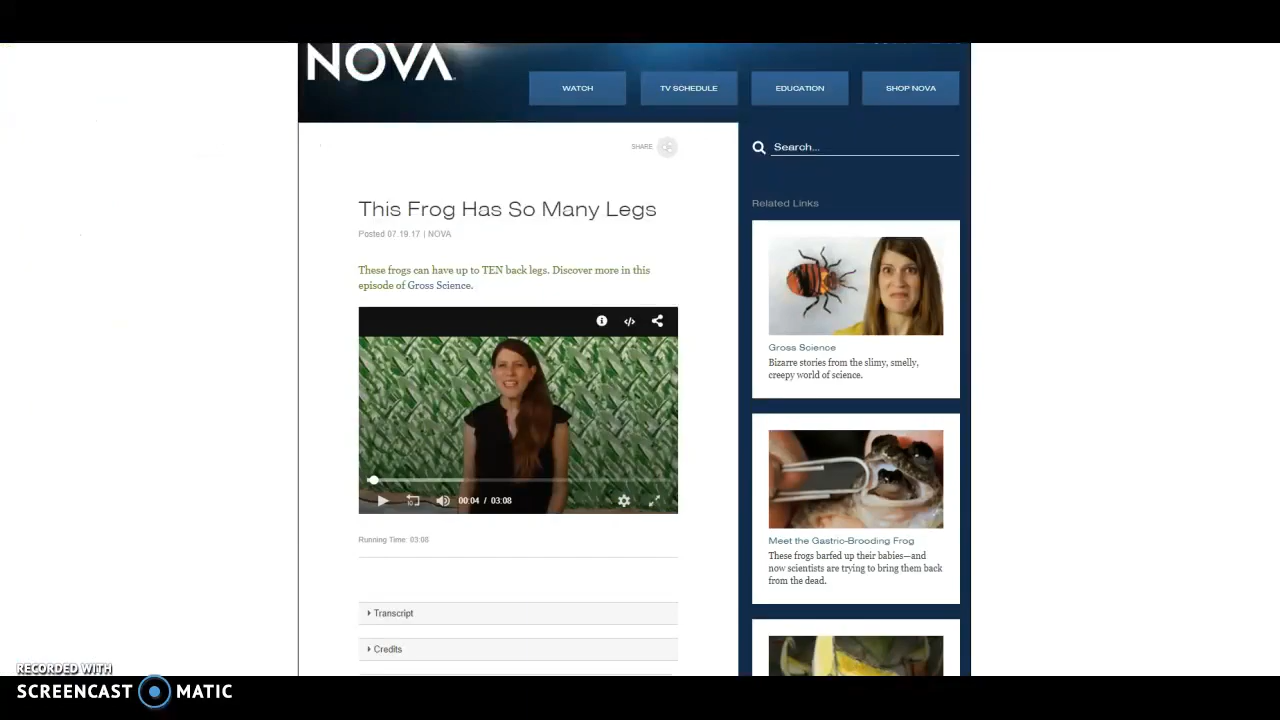 NOVA
WATCH
TV SCHEDULE
EDUCATION
SHOP NOVA
SHARE
Search...
This Frog Has So Many Legs
Posted 07.19.17 | NOVA
These frogs can have up to TEN back legs. Discover more in this
episode of Gross Science.
00:04 / 03:08
Running Time: 03:08
Transcript
Credits
Related Links
Gross Science
Bizarre stories from the slimy, smelly,
creepy world of science.
Meet the Gastric-Brooding Frog
These frogs barfed up their babies—and
now scientists are trying to bring them back
from the dead.
RECORDED WITH
SCREENCAST MATIC